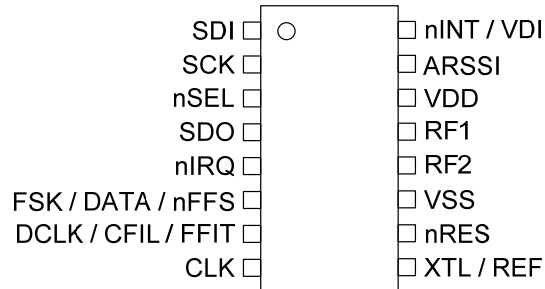 SDI
nINT / VDI
SCK
ARSSI
nSEL
VDD
SDO
RF1
nIRQ
RF2
FSK / DATA / nFFS
VSS
DCLK / CFIL / FFIT
nRES
CLK
XTL / REF